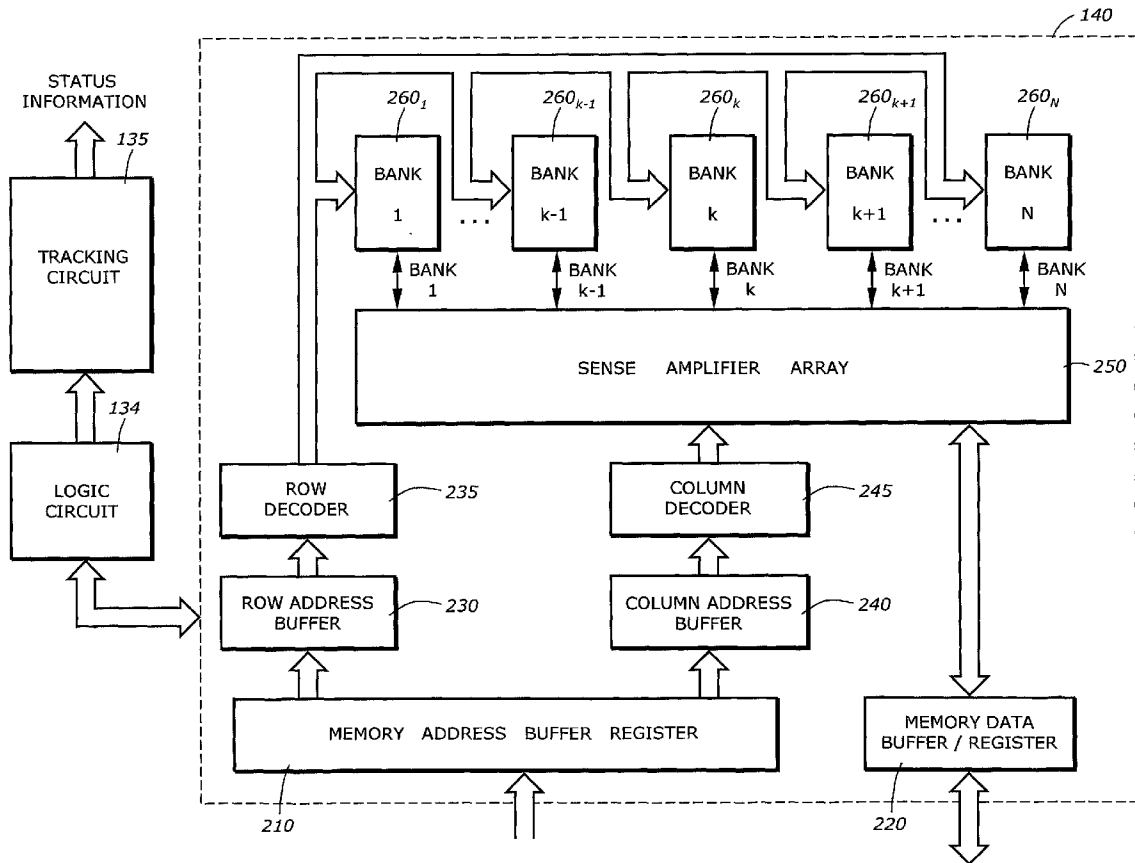 140
STATUS
INFORMATION
135
TRACKING
CIRCUIT
134
LOGIC
CIRCUIT
260₁
260ₖ₋₁
260ₖ
260ₖ₊₁
260_N
BANK
1
...
BANK
k-1
BANK
k
BANK
k+1
...
BANK
N
BANK
1
BANK
k-1
BANK
k
BANK
k+1
BANK
N
SENSE AMPLIFIER ARRAY
250
ROW
DECODER
235
COLUMN
DECODER
245
ROW ADDRESS
BUFFER
230
COLUMN ADDRESS
BUFFER
240
MEMORY ADDRESS BUFFER REGISTER
210
MEMORY DATA
BUFFER / REGISTER
220